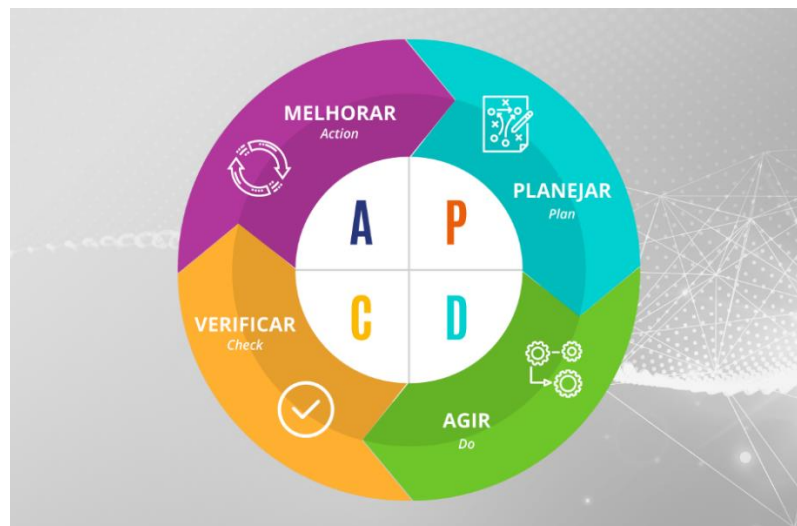 MELHORAR
Action
PLANEJAR
Plan
A
P
C
D
VERIFICAR
Check
AGIR
Do